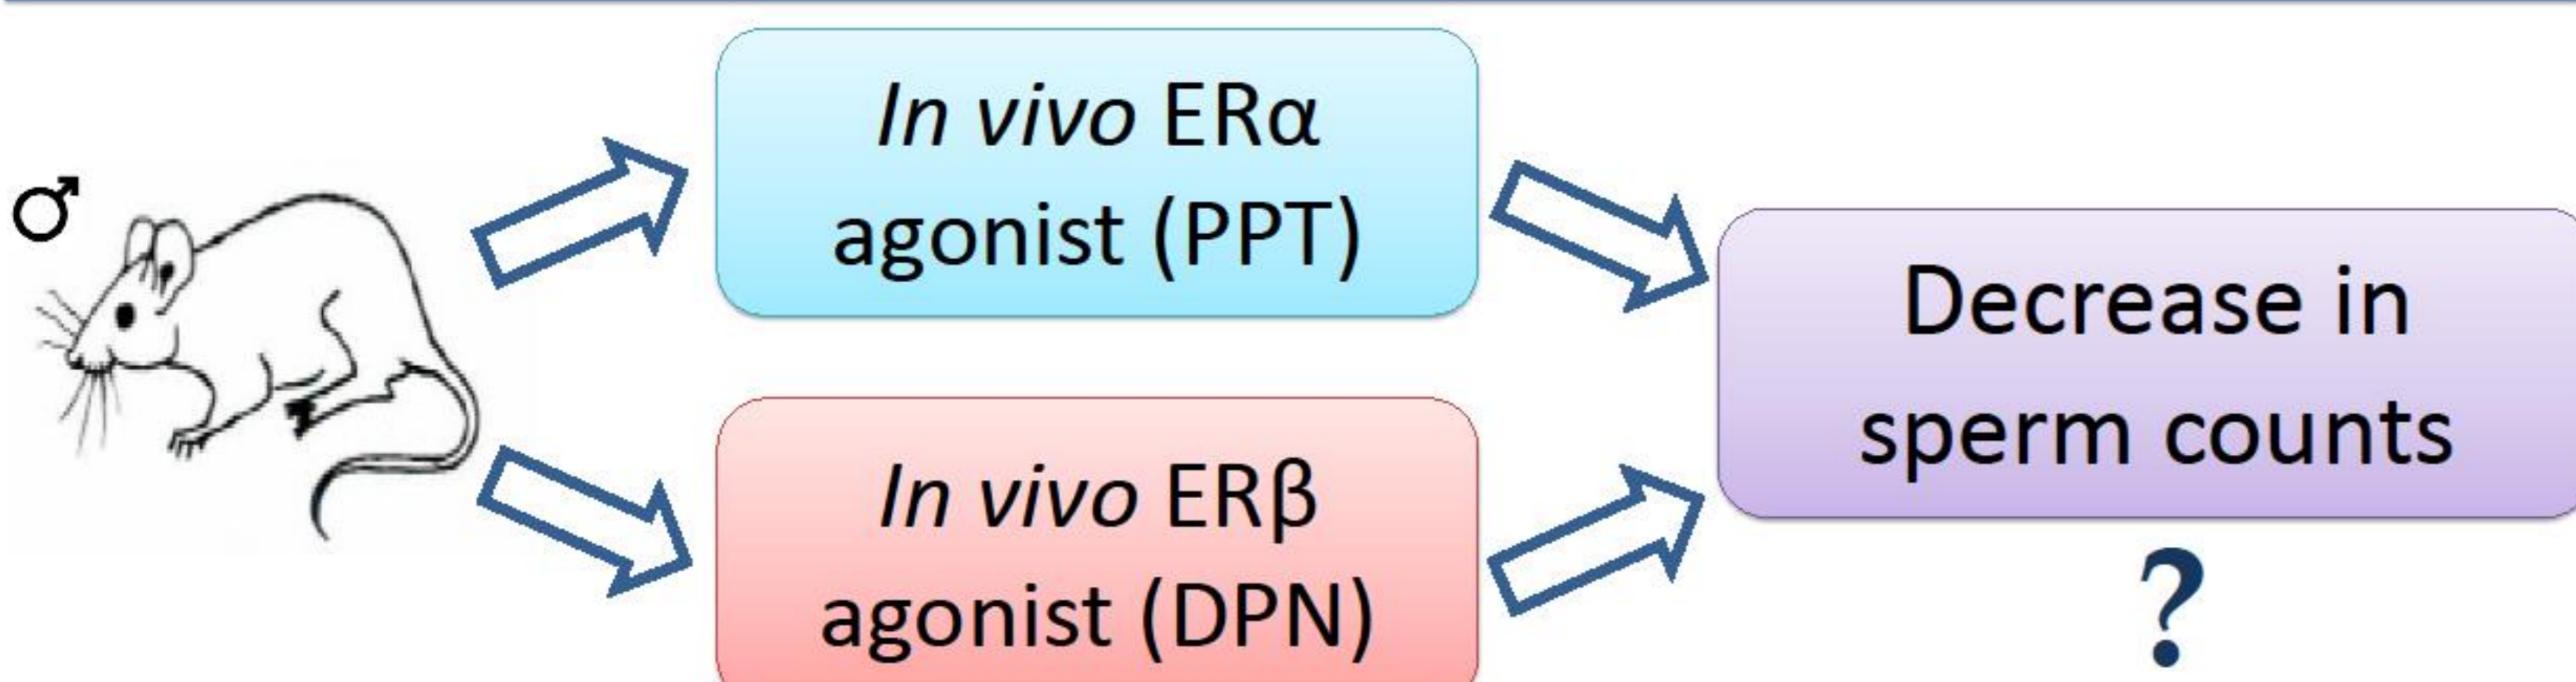 ♂
In vivo ERα
agonist (PPT)
In vivo ERβ
agonist (DPN)
Decrease in
sperm counts
?